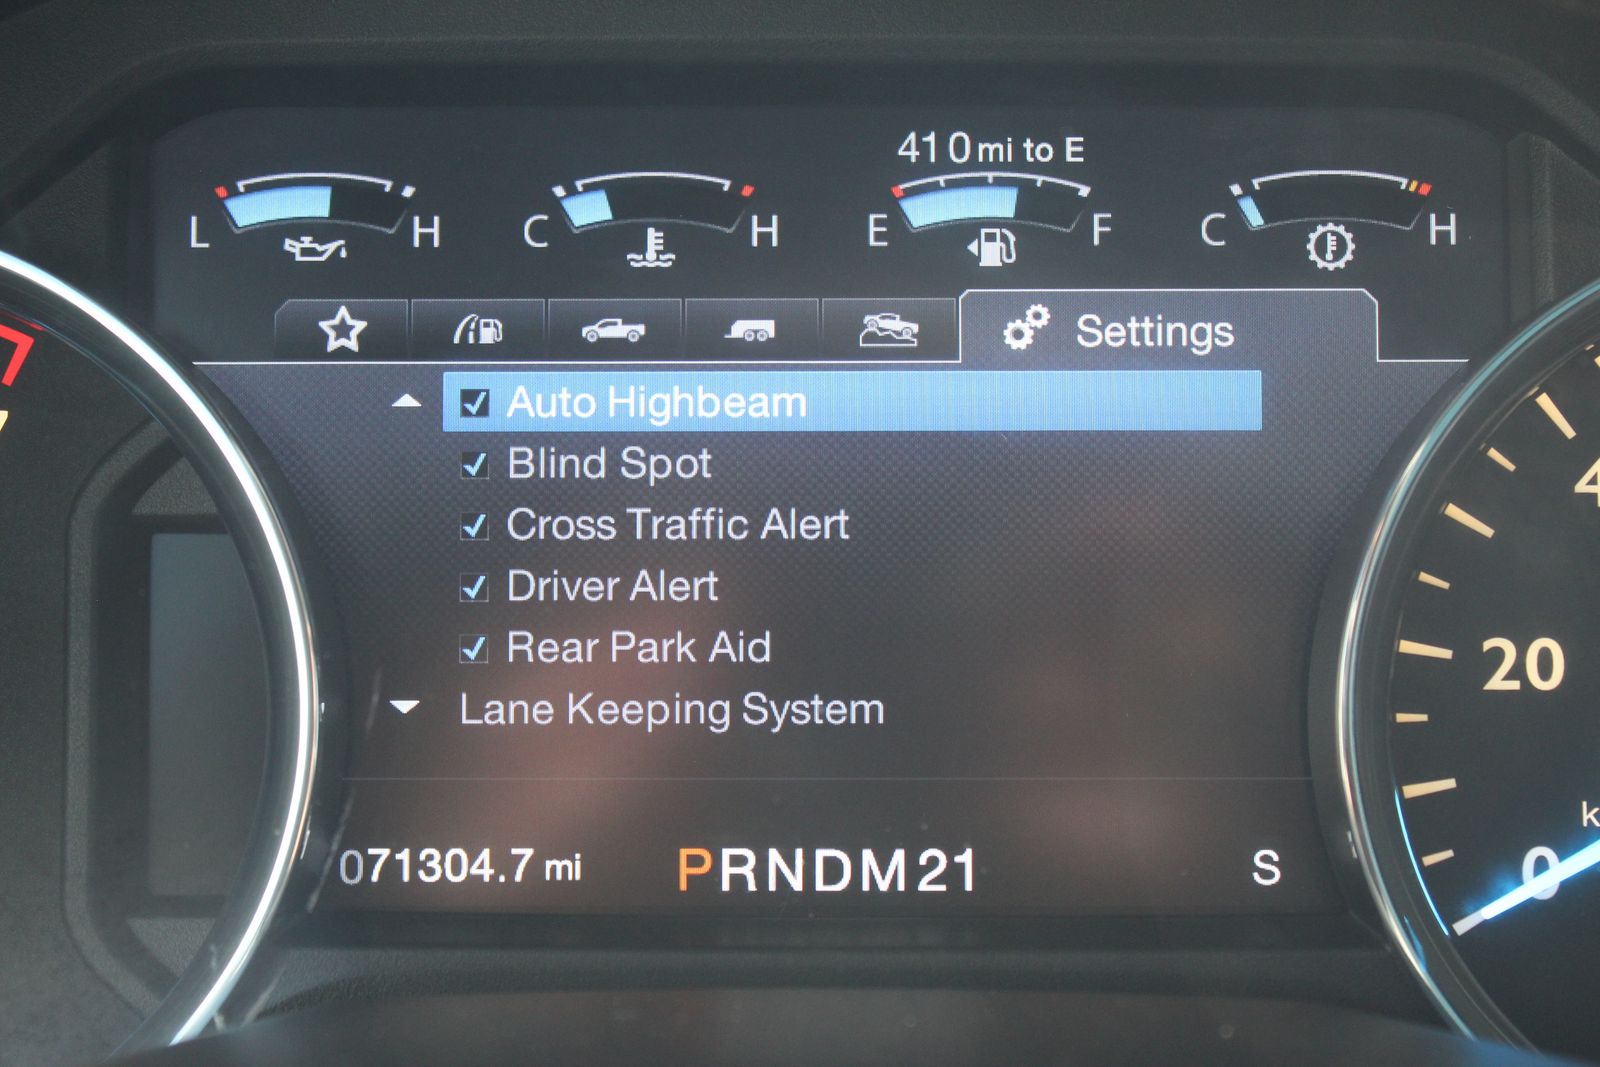 410 mi to E
L H C H E F C H
Settings
Auto Highbeam
Blind Spot
Cross Traffic Alert
Driver Alert
Rear Park Aid
Lane Keeping System
20
0
071304.7 mi PRNDM21 S